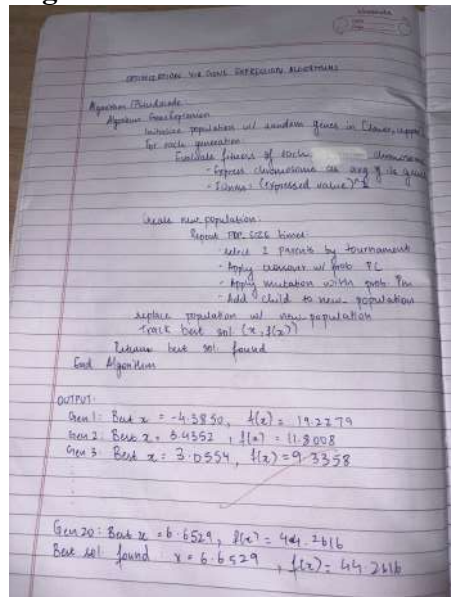 OPTIMIZATION VIA GENE EXPRESSION ALGORITHMS
Algorithm / Pseudocode:
Algorithm GeneExpression
Initialize population w/ random genes in [lower, upper]
For each generation:
Evaluate fitness of each chromosome
- Express chromosome as avg of its genes
- Fitness: (expressed value)^2
Create new population:
Repeat POP_SIZE times:
- select 2 parents by tournament
- Apply crossover w/ prob PC
- Apply mutation with prob Pm
- Add child to new population
replace population w/ new population
Track best sol (x, f(x))
Return best sol found
End Algorithm
OUTPUT:
Gen 1: Best x = -4.3850, f(x) = 19.2279
Gen 2: Best x = 3.4352, f(x) = 11.8008
Gen 3: Best x = 3.0554, f(x) = 9.3358
Gen 20: Best x = 6.6529, f(x) = 44.2616
Best sol found: x = 6.6529, f(x) = 44.2616